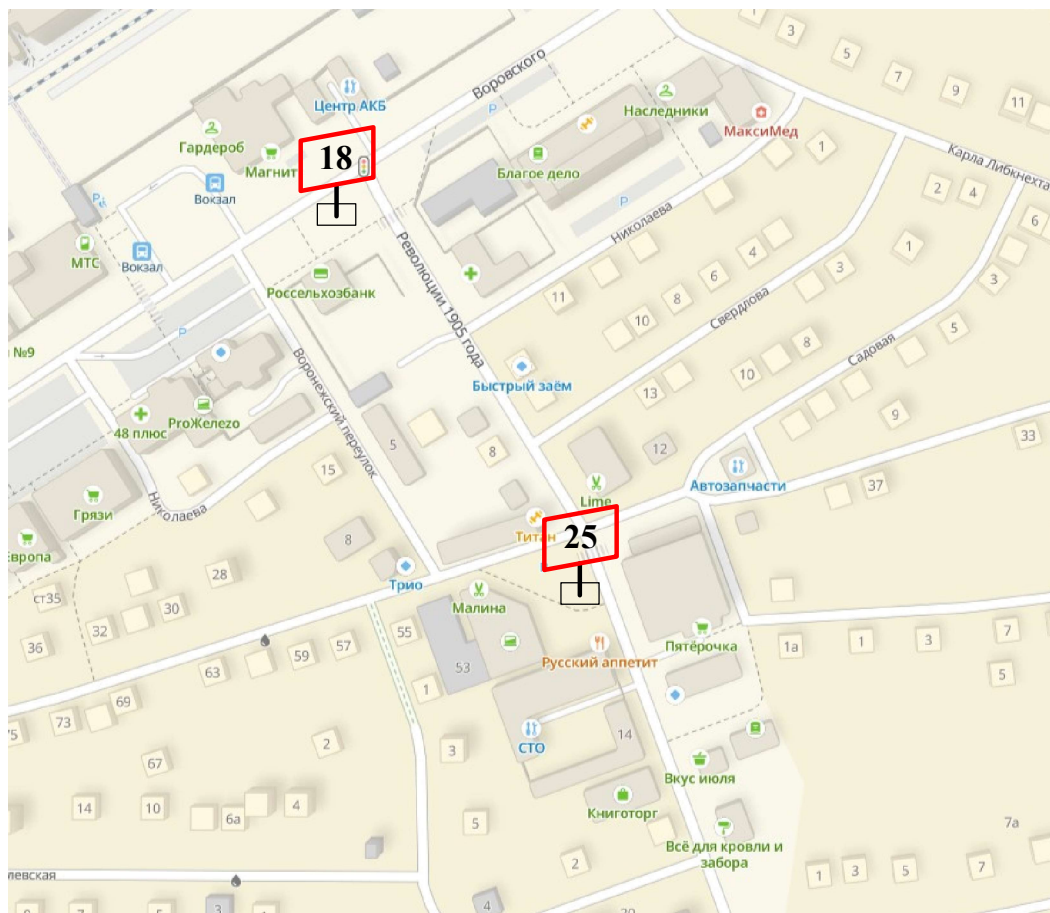 1
3
5
7
9
11
Воровского
Центр АКБ
Р
Наследники
МаксиМед
1
Карла Либкнехта
Гардероб
Магнит
18
Благое дело
2
4
Вокзал
Р
Р
6
МТС
Вокзал
Николаева
4
3
1
3
Россельхозбанк
Революции 1905 года
11
6
8
10
Свердлова
5
Р
8
Садовая
№9
Воронежский переулок
Быстрый заём
10
13
48 плюс
ProЖелезо
5
9
8
12
33
15
Автозапчасти
37
Грязи
Николаева
Lime
Титан
25
Европа
8
28
Трио
ст35
30
Малина
32
55
36
57
59
53
Русский аппетит
Пятёрочка
1а
1
3
7
63
1
5
69
73
75
2
3
СТО
14
67
Вкус июля
14
10
6а
4
5
Книготорг
7а
Всё для кровли и
забора
2
1
3
5
7
левская
3
4